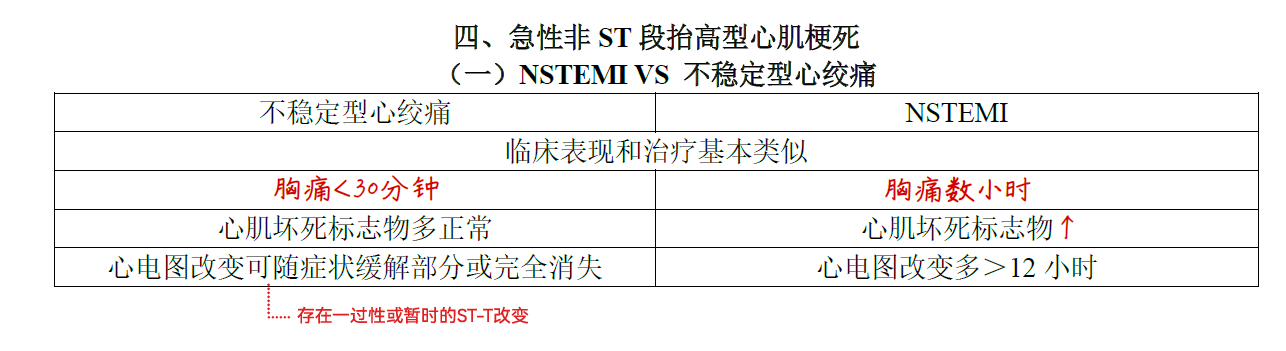 四、急性非 ST 段抬高型心肌梗死
（一）NSTEMI VS 不稳定型心绞痛
不稳定型心绞痛 NSTEMI
临床表现和治疗基本类似
胸痛<30分钟 胸痛数小时
心肌坏死标志物多正常 心肌坏死标志物↑
心电图改变可随症状缓解部分或完全消失 心电图改变多＞12 小时
存在一过性或暂时的ST-T改变